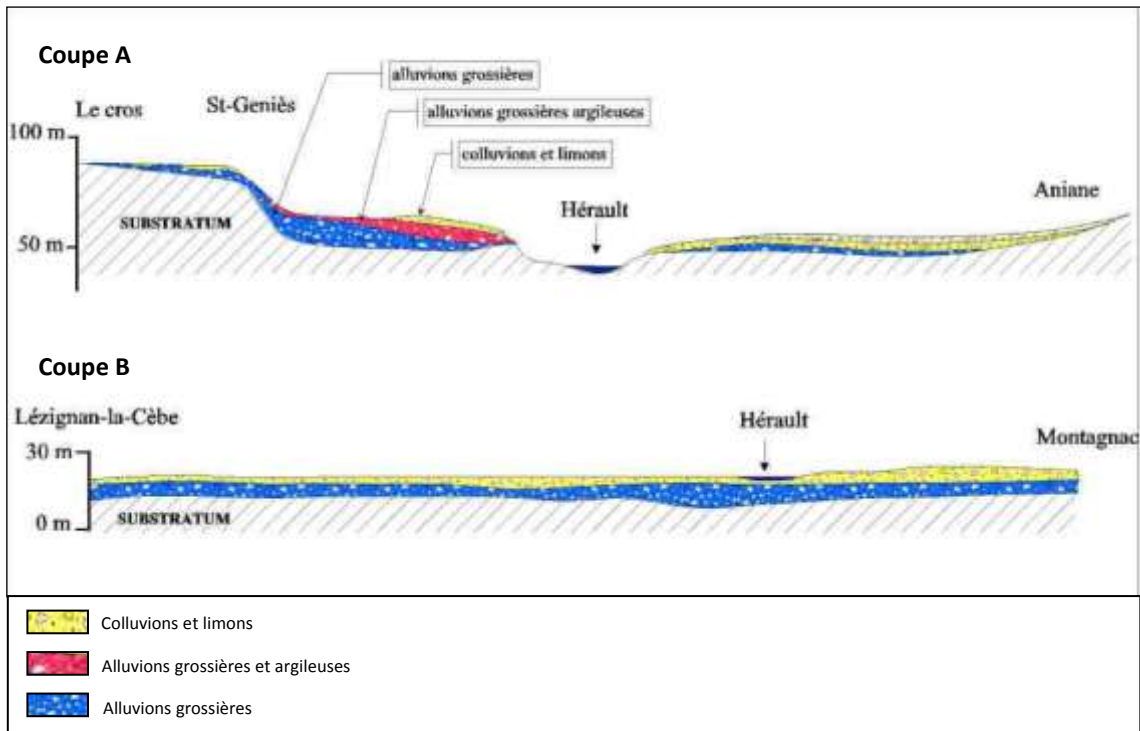 Coupe A
alluvions grossières
Le cros
St-Geniès
alluvions grossières argileuses
100 m
colluvions et limons
Aniane
Hérault
SUBSTRATUM
50 m
Coupe B
Lézignan-la-Cèbe
Hérault
Montagnac
30 m
SUBSTRATUM
0 m
Colluvions et limons
Alluvions grossières et argileuses
Alluvions grossières